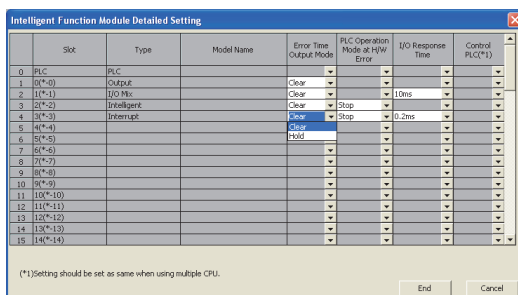 Intelligent Function Module Detailed Setting
Slot Type Model Name Error Time Output Mode PLC Operation Mode at H/W Error I/O Response Time Control PLC(*1)
0 PLC PLC
1 0(*-0) Output Clear
2 1(*-1) I/O Mix Clear 10ms
3 2(*-2) Intelligent Clear Stop
4 3(*-3) Interrupt Clear Stop 0.2ms
5 4(*-4) Clear
6 5(*-5) Hold
7 6(*-6)
8 7(*-7)
9 8(*-8)
10 9(*-9)
11 10(*-10)
12 11(*-11)
13 12(*-12)
14 13(*-13)
15 14(*-14)
(*1)Setting should be set as same when using multiple CPU.
End Cancel